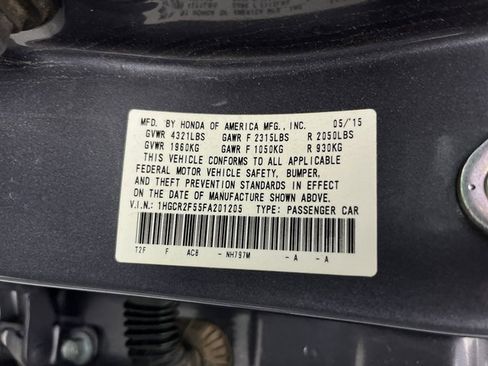 MFD. BY HONDA OF AMERICA MFG., INC. 05/'15
GVWR 4321LBS GAWR F 2315LBS R 2050LBS
GVWR 1960KG GAWR F 1050KG R 930KG
THIS VEHICLE CONFORMS TO ALL APPLICABLE
FEDERAL MOTOR VEHICLE SAFETY, BUMPER,
AND THEFT PREVENTION STANDARDS IN EFFECT
ON THE DATE OF MANUFACTURE SHOWN ABOVE.
V.I.N.: 1HGCR2F55FA201205 TYPE: PASSENGER CAR
T2F F AC8 - NH797M - A - A